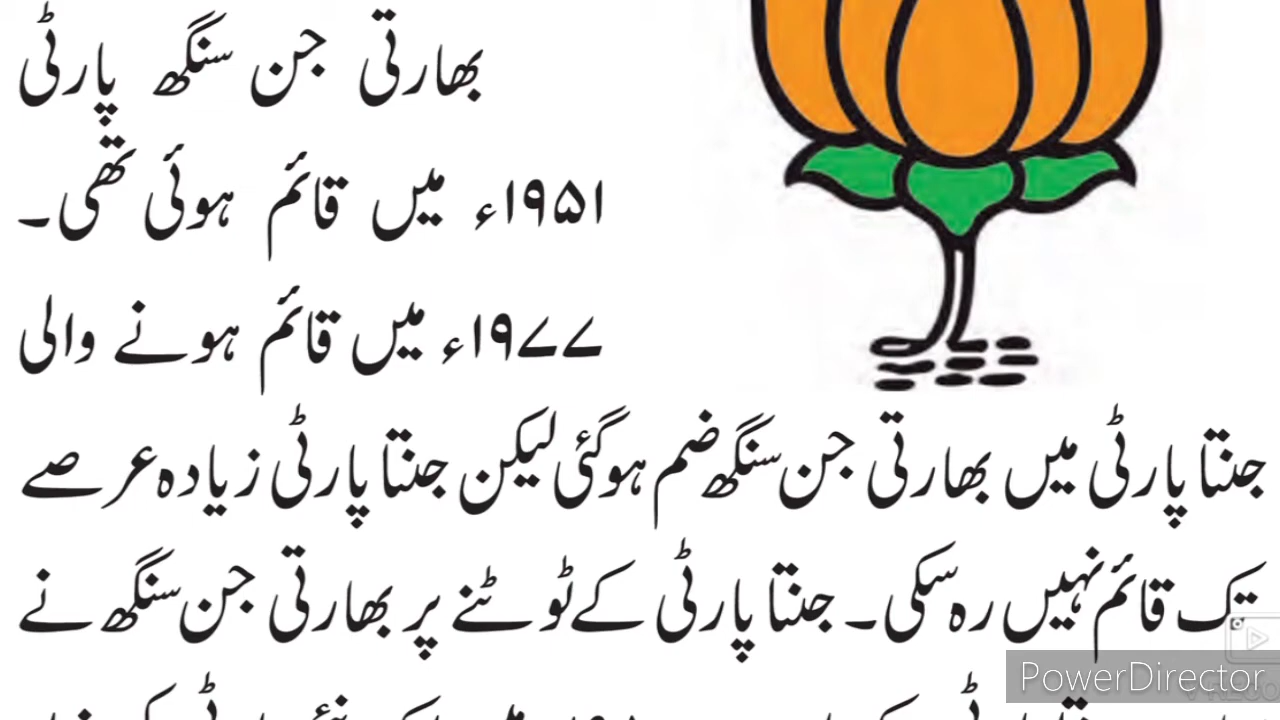 بھارتی جن سنگھ پارٹی
۱۹۵۱ء میں قائم ہوئی تھی۔
۱۹۷۷ء میں قائم ہونے والی
جنتا پارٹی میں بھارتی جن سنگھ ضم ہوگئی لیکن جنتا پارٹی زیادہ عرصے
تک قائم نہیں رہ سکی۔ جنتا پارٹی کے ٹوٹنے پر بھارتی جن سنگھ نے
PowerDirector